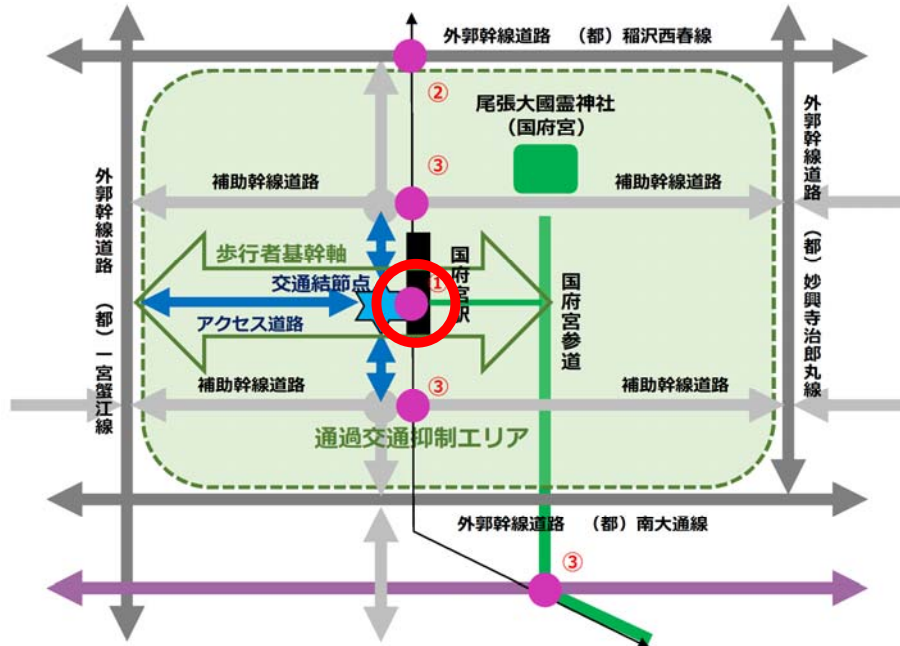 外郭幹線道路　（都）稲沢西春線
②
尾張大國霊神社
（国府宮）
③
補助幹線道路
補助幹線道路
外郭幹線道路　（都）一宮蟹江線
外郭幹線道路　（都）妙興寺治郎丸線
歩行者基幹軸
交通結節点
①
国府宮駅
国府宮参道
アクセス道路
補助幹線道路
③
補助幹線道路
通過交通抑制エリア
外郭幹線道路　（都）南大通線
③